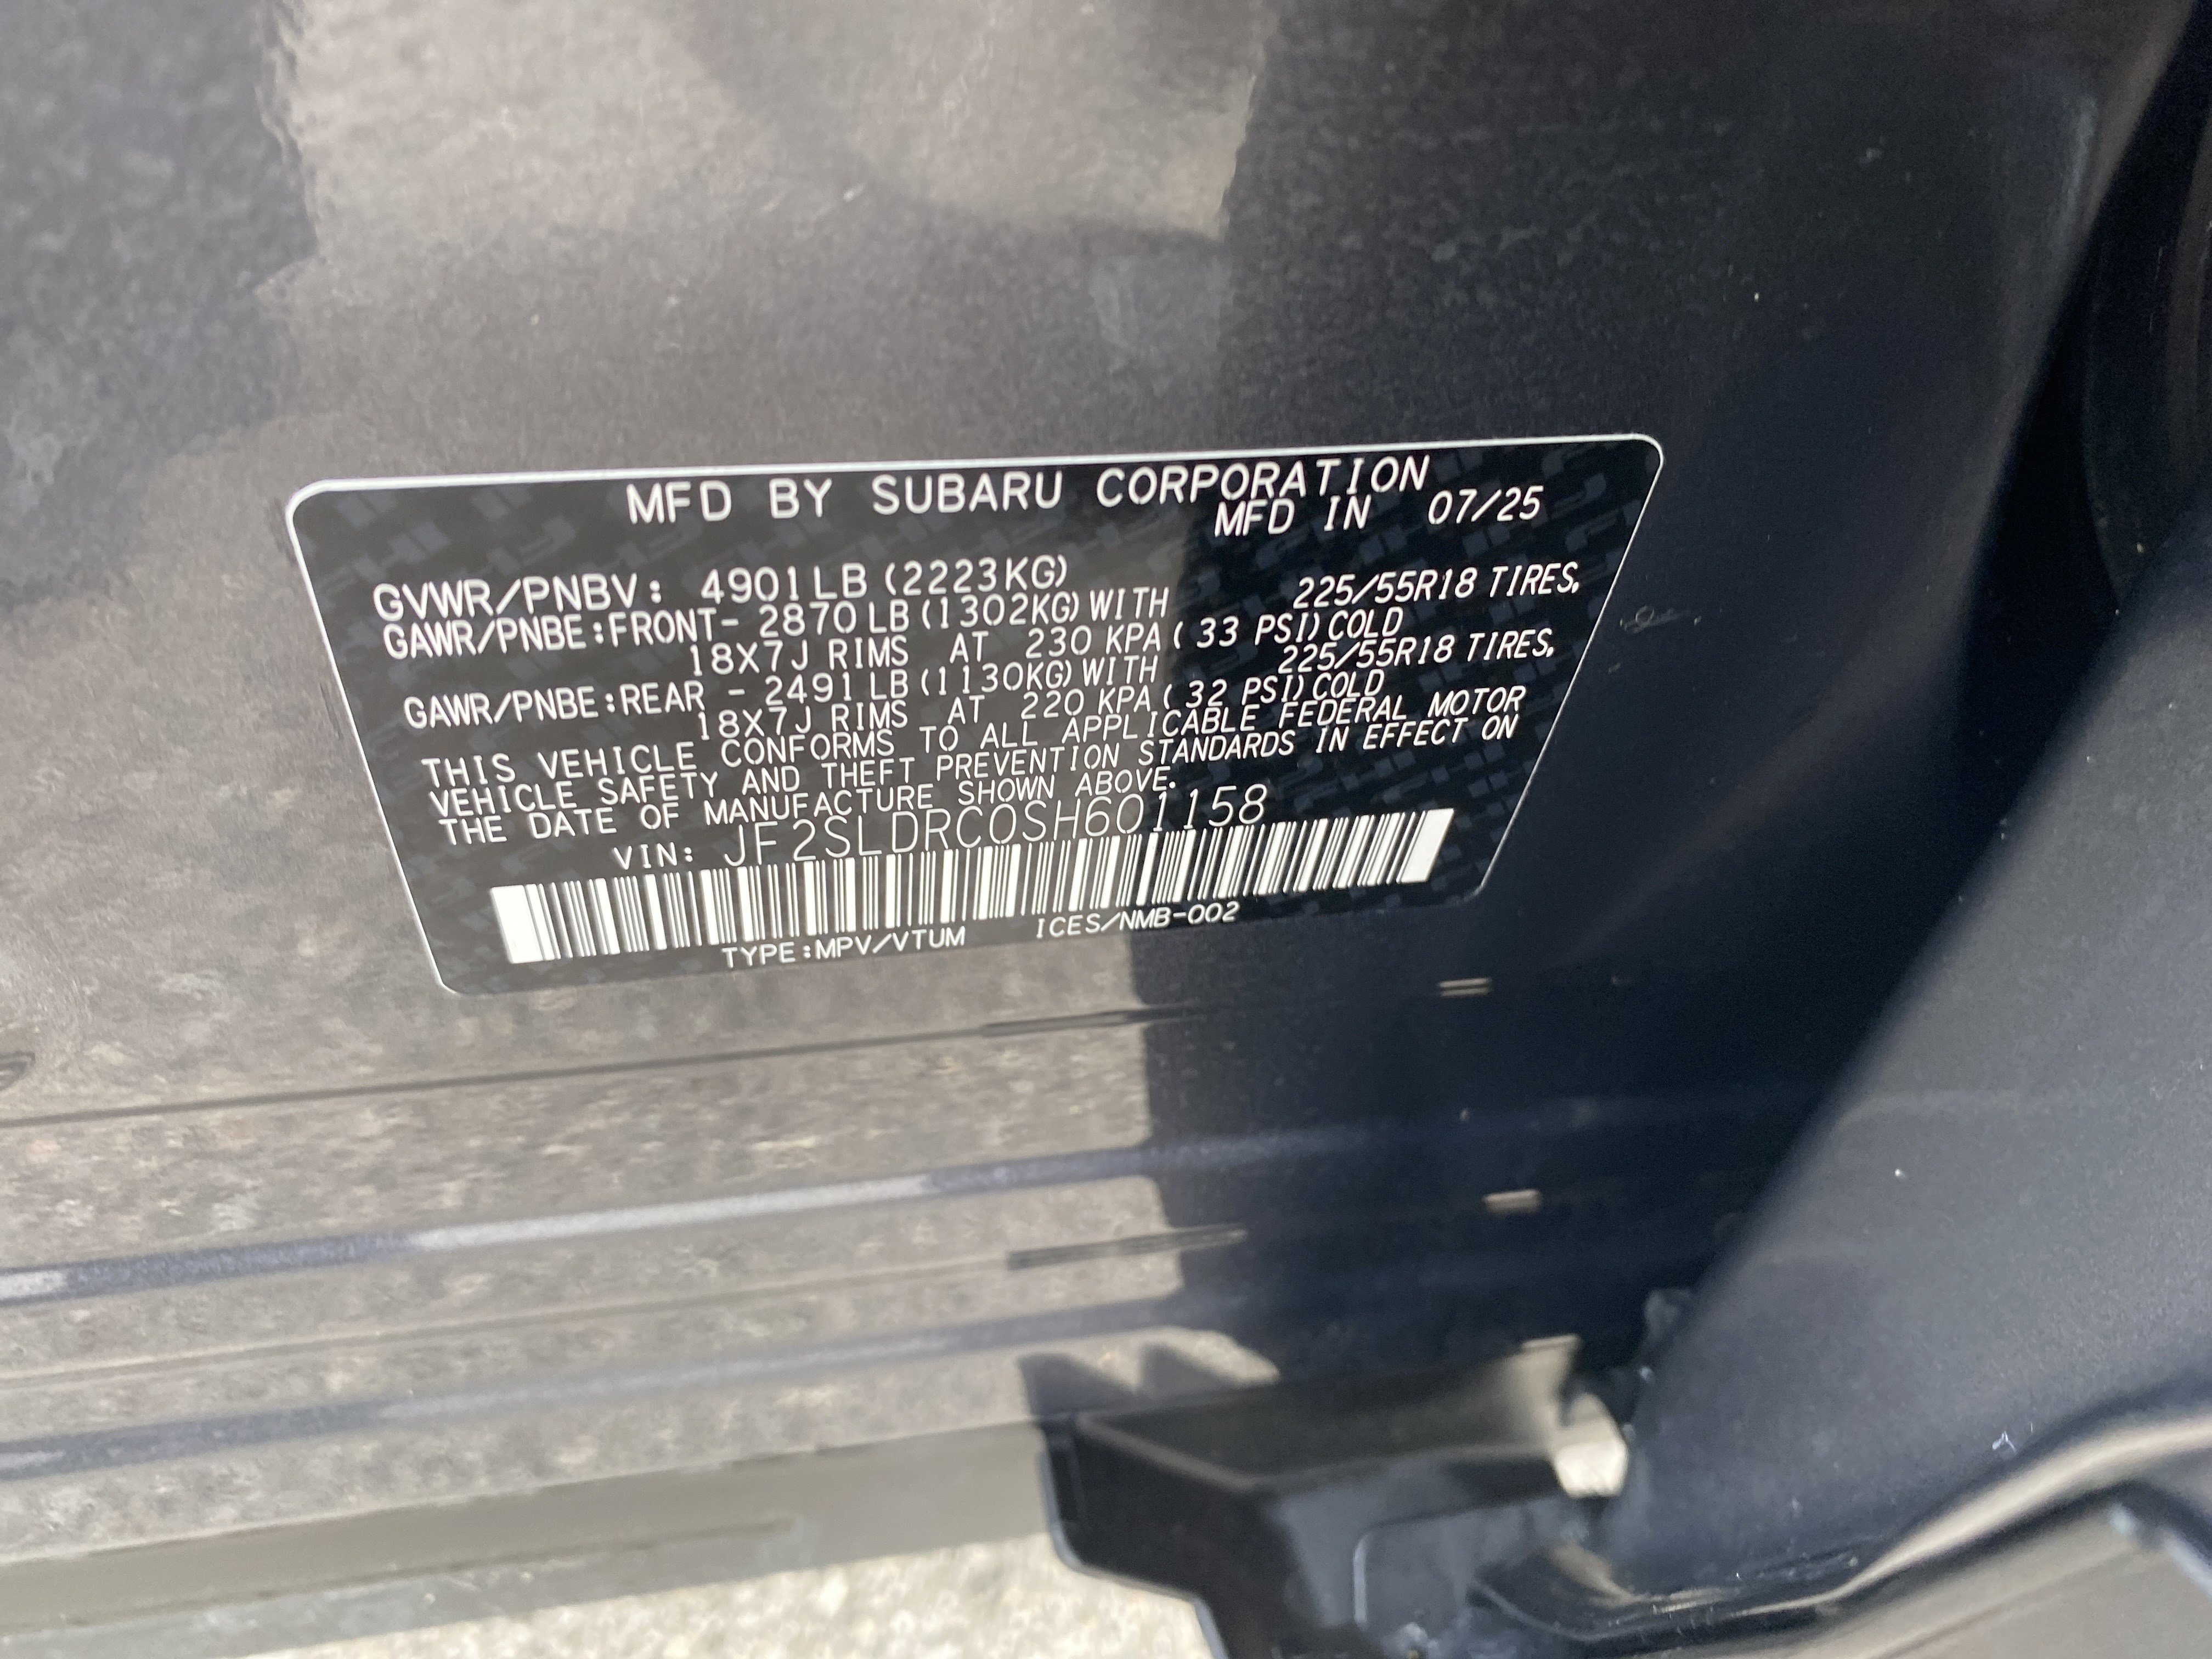 MFD BY SUBARU CORPORATION
MFD IN 07/25
GVWR/PNBV: 4901LB (2223KG)
GAWR/PNBE:FRONT- 2870LB(1302KG)WITH 225/55R18 TIRES,
18X7J RIMS AT 230 KPA( 33 PSI)COLD
GAWR/PNBE:REAR - 2491LB(1130KG)WITH 225/55R18 TIRES,
18X7J RIMS AT 220 KPA( 32 PSI)COLD
THIS VEHICLE CONFORMS TO ALL APPLICABLE FEDERAL MOTOR
VEHICLE SAFETY AND THEFT PREVENTION STANDARDS IN EFFECT ON
THE DATE OF MANUFACTURE SHOWN ABOVE.
VIN: JF2SLDRC0SH601158
TYPE:MPV/VTUM ICES/NMB-002